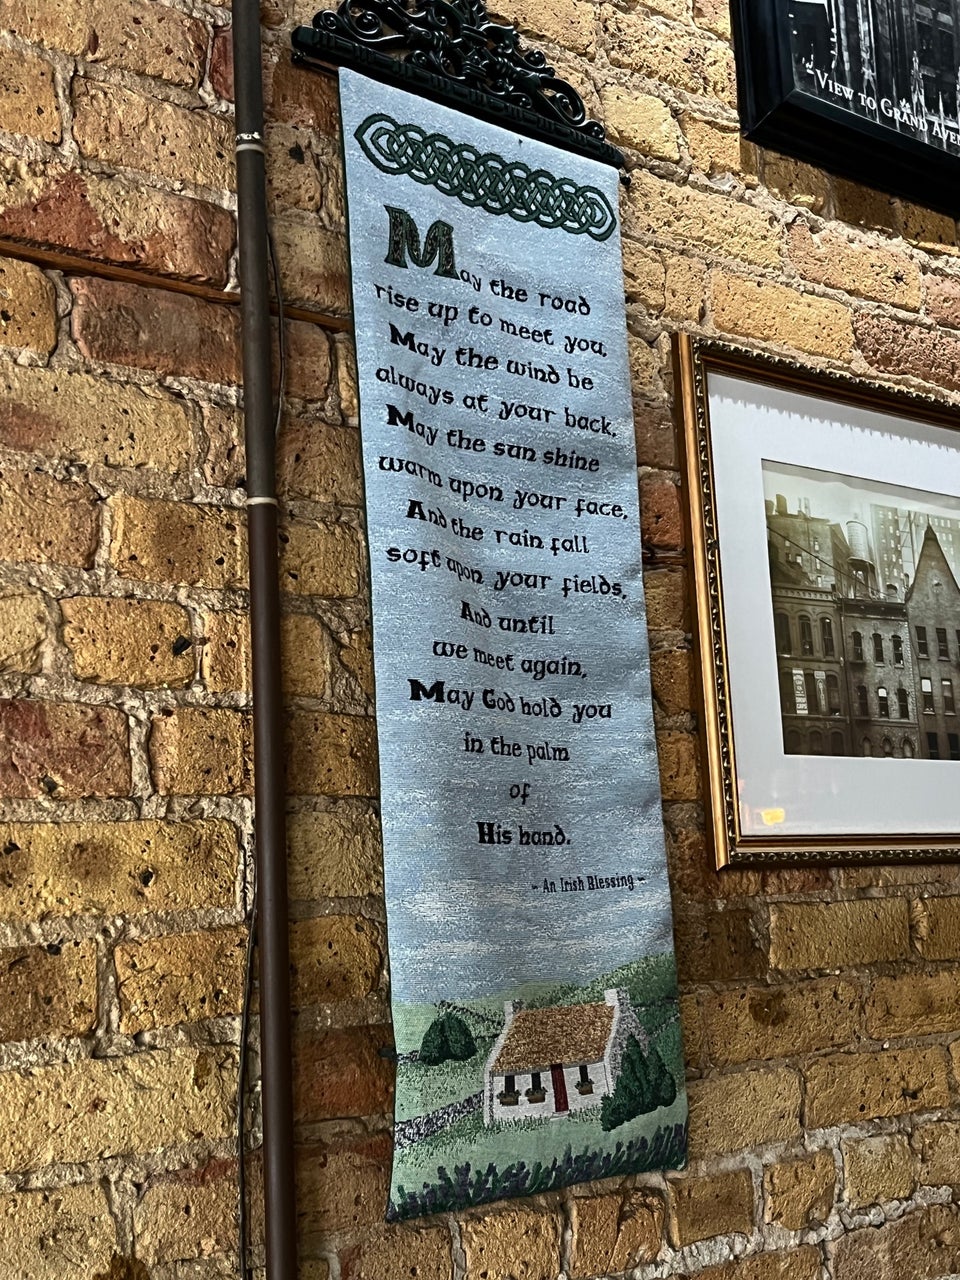 May the road
rise up to meet you,
May the wind be
always at your back,
May the sun shine
warm upon your face,
And the rain fall
soft upon your fields,
And until
we meet again,
May God hold you
in the palm
of
His hand.
~ An Irish Blessing ~
~VIEW TO GRAND AVE